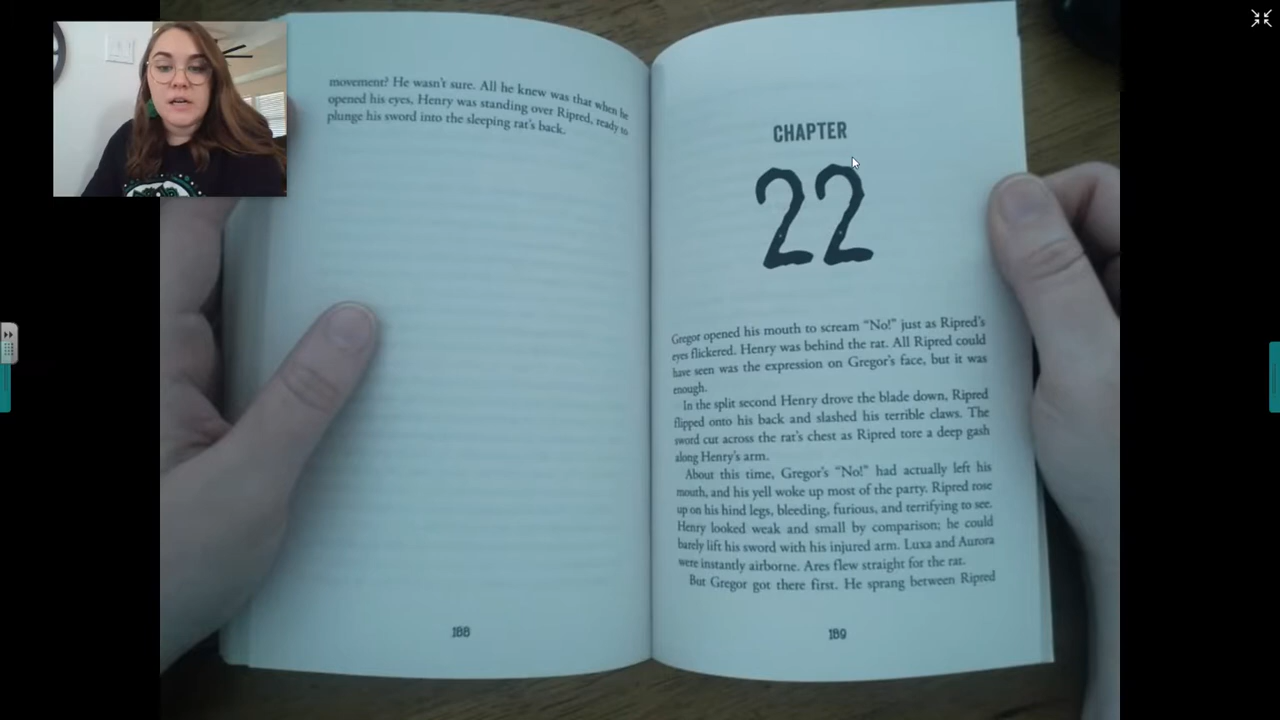 movement? He wasn't sure. All he knew was that when he
opened his eyes, Henry was standing over Ripred, ready to
plunge his sword into the sleeping rat's back.
188
CHAPTER
22
Gregor opened his mouth to scream “No!” just as Ripred's
eyes flickered. Henry was behind the rat. All Ripred could
have seen was the expression on Gregor's face, but it was
enough.
In the split second Henry drove the blade down, Ripred
flipped onto his back and slashed his terrible claws. The
sword cut across the rat's chest as Ripred tore a deep gash
along Henry's arm.
About this time, Gregor's “No!” had actually left his
mouth, and his yell woke up most of the party. Ripred rose
up on his hind legs, bleeding, furious, and terrifying to see.
Henry looked weak and small by comparison; he could
barely lift his sword with his injured arm. Luxa and Aurora
were instantly airborne. Ares flew straight for the rat.
But Gregor got there first. He sprang between Ripred
189